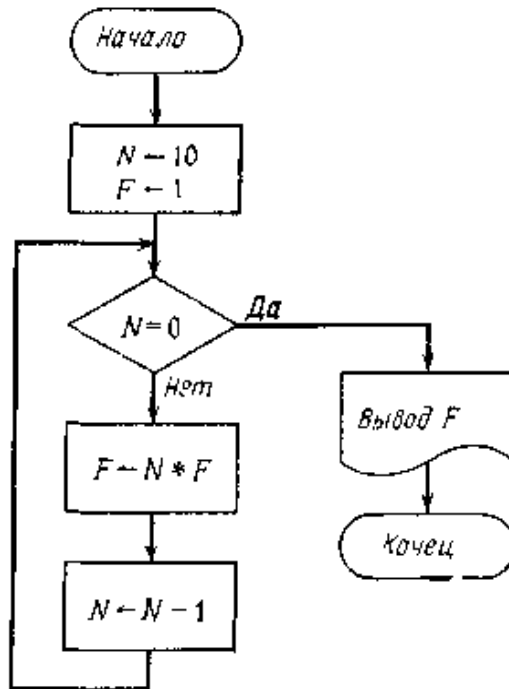 Начало
N ← 10
F ← 1
N = 0
Да
Нет
F ← N * F
Вывод F
N ← N − 1
Конец